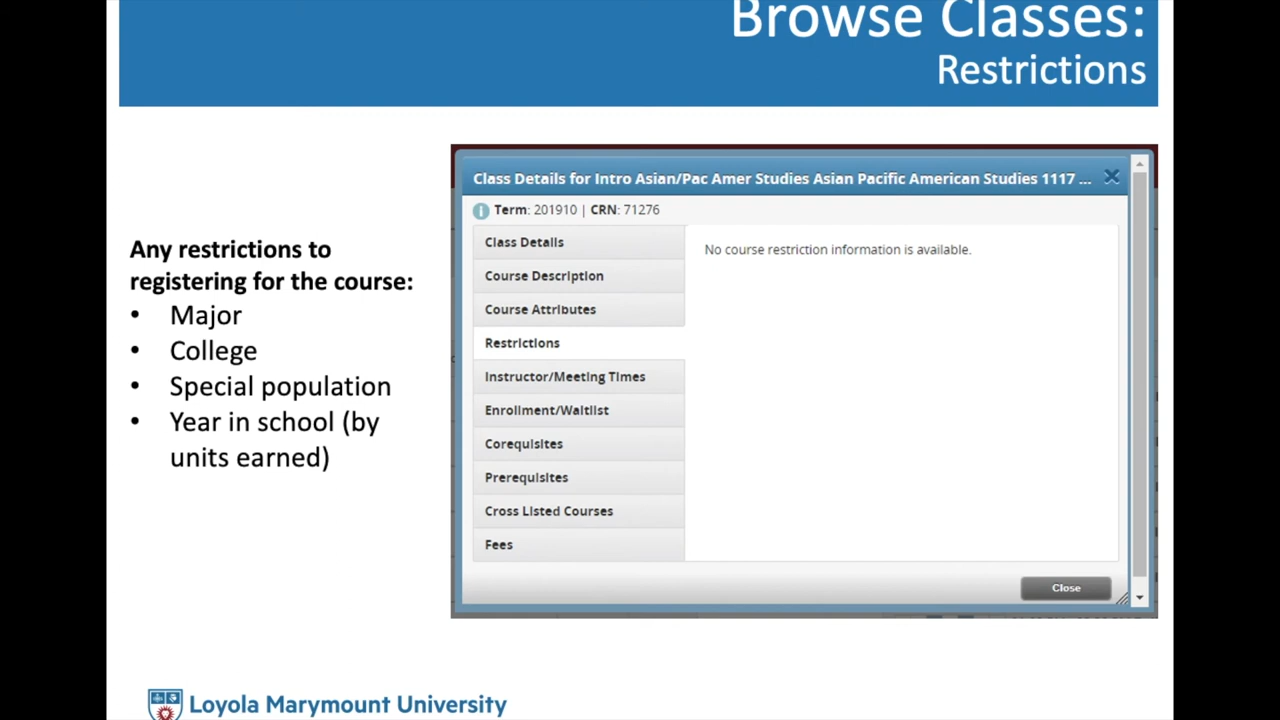 Browse Classes:
Restrictions
Any restrictions to
registering for the course:
• Major
• College
• Special population
• Year in school (by
units earned)
Class Details for Intro Asian/Pac Amer Studies Asian Pacific American Studies 1117 ...
Term: 201910 | CRN: 71276
Class Details
Course Description
Course Attributes
Restrictions
Instructor/Meeting Times
Enrollment/Waitlist
Corequisites
Prerequisites
Cross Listed Courses
Fees
No course restriction information is available.
Close
Loyola Marymount University